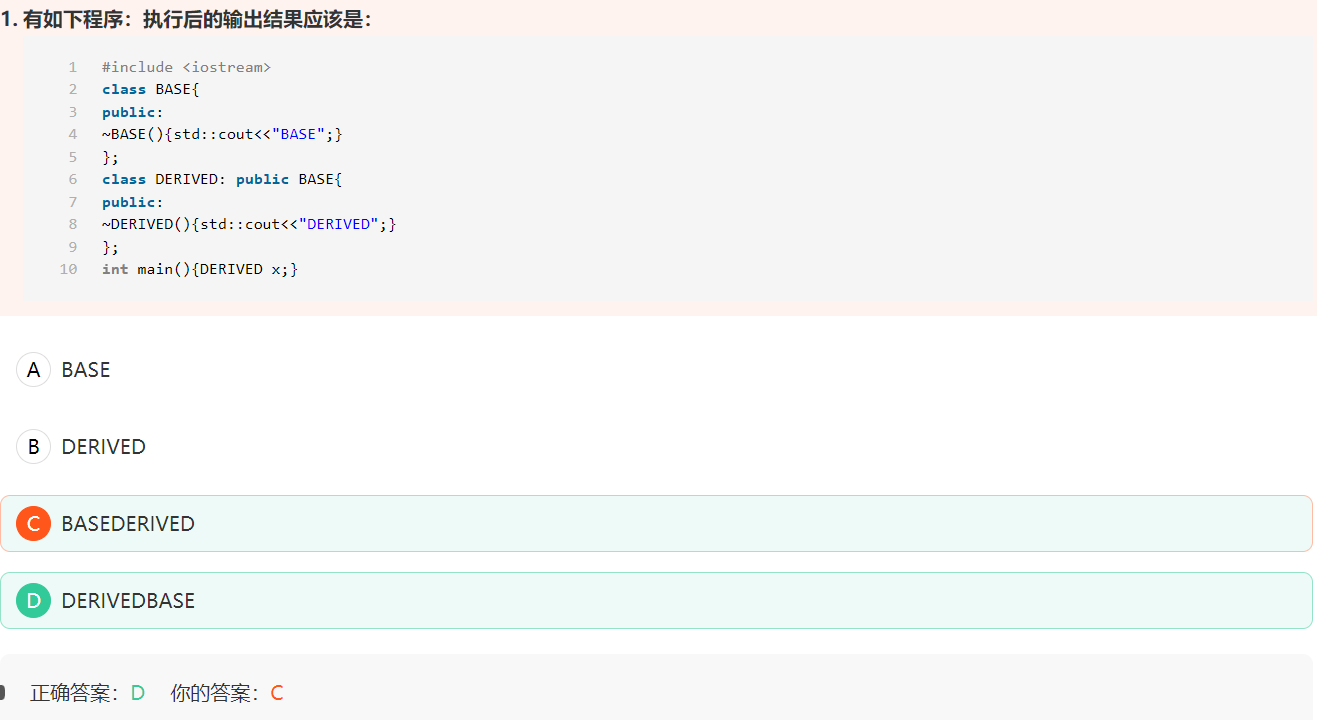 1. 有如下程序：执行后的输出结果应该是：
1 #include <iostream>
2 class BASE{
3 public:
4 ~BASE(){std::cout<<"BASE";}
5 };
6 class DERIVED: public BASE{
7 public:
8 ~DERIVED(){std::cout<<"DERIVED";}
9 };
10 int main(){DERIVED x;}
A BASE
B DERIVED
C BASEDERIVED
D DERIVEDBASE
正确答案：D 你的答案：C